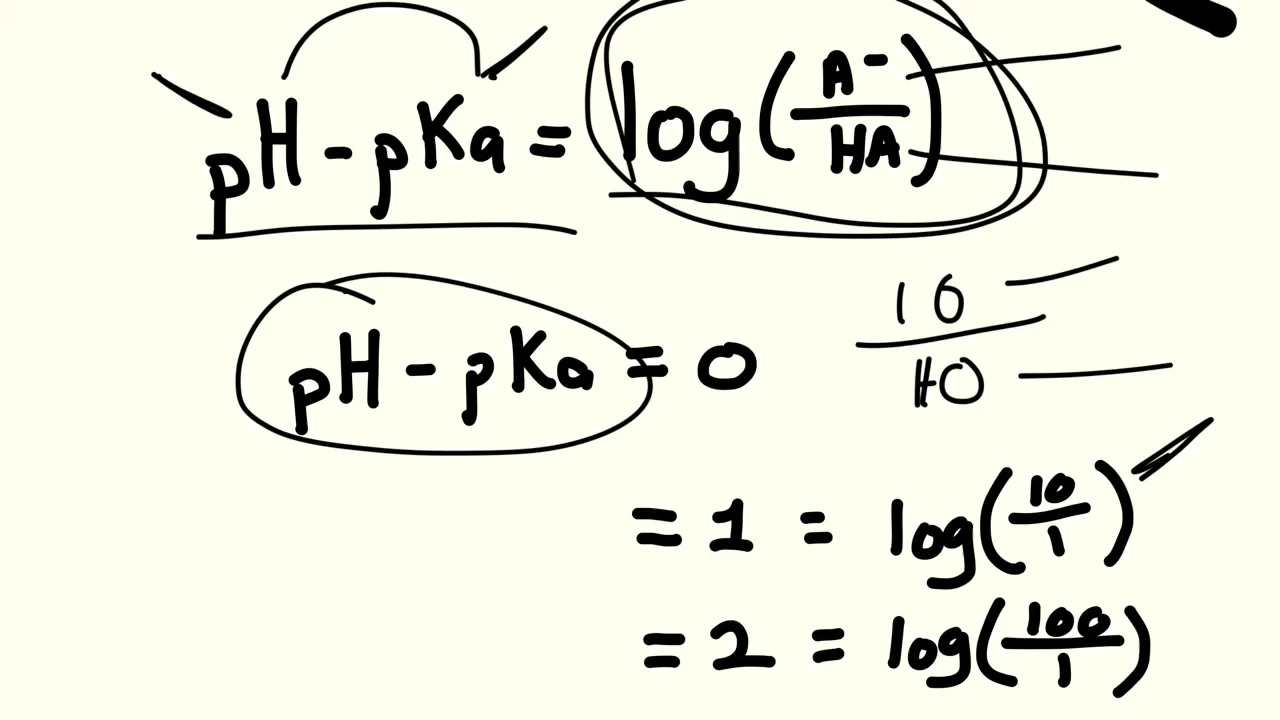 pH - pKa = log(A⁻/HA)
pH - pKa = 0
10/10
= 1 = log(10/1)
= 2 = log(100/1)